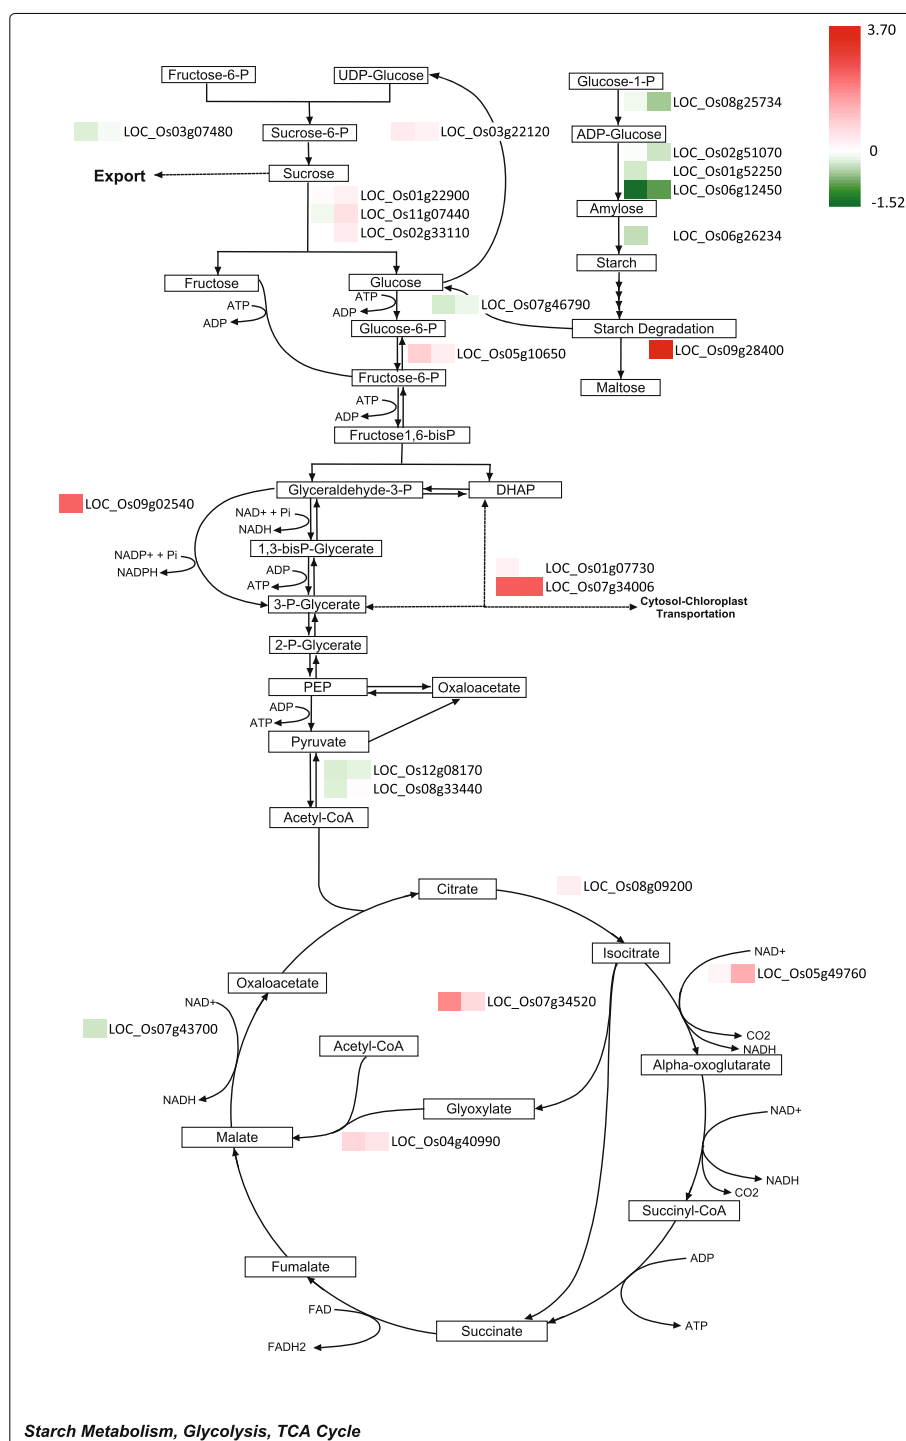 3.70
0
-1.52
Fructose-6-P
UDP-Glucose
Glucose-1-P
LOC_Os08g25734
LOC_Os03g07480
Sucrose-6-P
LOC_Os03g22120
ADP-Glucose
LOC_Os02g51070
LOC_Os01g52250
LOC_Os06g12450
Export
Sucrose
LOC_Os01g22900
LOC_Os11g07440
LOC_Os02g33110
Amylose
LOC_Os06g26234
Starch
Fructose
Glucose
ATP
ADP
ATP
ADP
LOC_Os07g46790
Glucose-6-P
Starch Degradation
LOC_Os05g10650
LOC_Os09g28400
Fructose-6-P
Maltose
ATP
ADP
Fructose1,6-bisP
Glyceraldehyde-3-P
DHAP
LOC_Os09g02540
NAD+ + Pi
NADH
1,3-bisP-Glycerate
NADP+ + Pi
NADPH
ADP
ATP
LOC_Os01g07730
LOC_Os07g34006
3-P-Glycerate
Cytosol-Chloroplast
Transportation
2-P-Glycerate
PEP
Oxaloacetate
ADP
ATP
Pyruvate
LOC_Os12g08170
LOC_Os08g33440
Acetyl-CoA
Citrate
LOC_Os08g09200
Isocitrate
NAD+
LOC_Os05g49760
Oxaloacetate
NAD+
LOC_Os07g34520
LOC_Os07g43700
CO2
NADH
Acetyl-CoA
Alpha-oxoglutarate
NADH
Glyoxylate
NAD+
Malate
LOC_Os04g40990
NADH
CO2
Succinyl-CoA
Fumalate
ADP
FAD
FADH2
Succinate
ATP
Starch Metabolism, Glycolysis, TCA Cycle